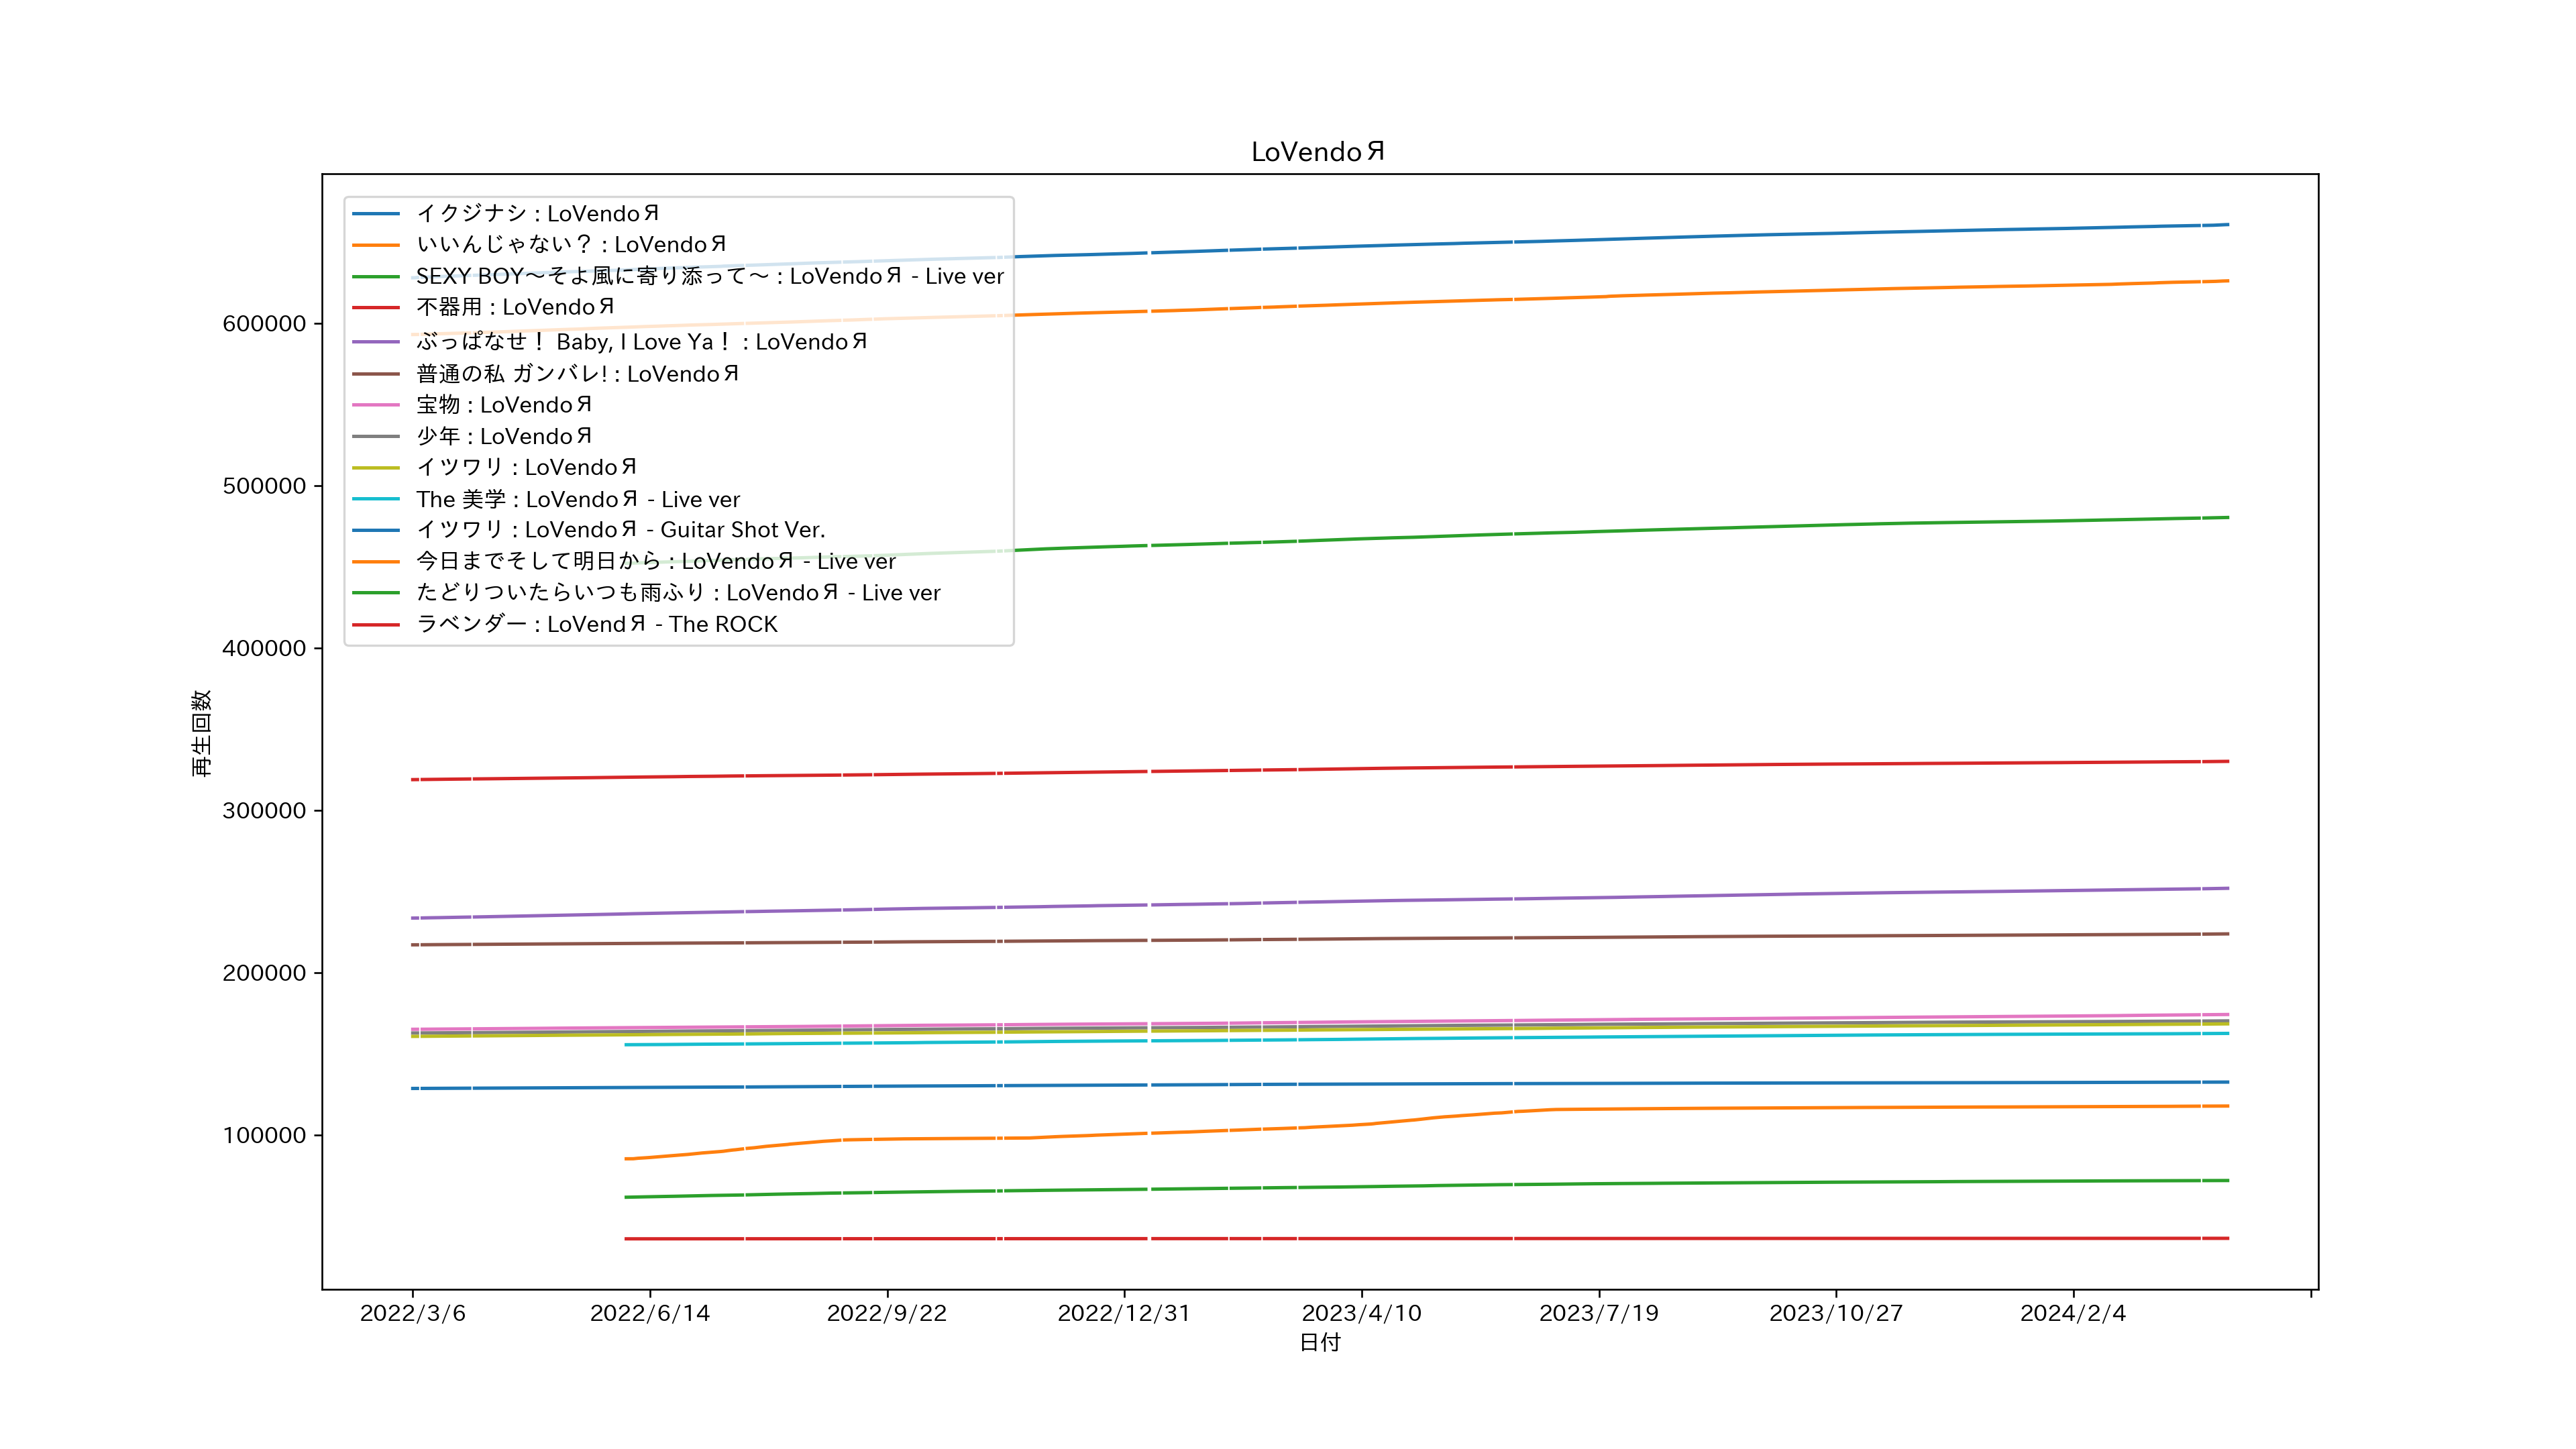 LoVendoЯ
イクジナシ : LoVendoЯ
いいんじゃない？ : LoVendoЯ
SEXY BOY～そよ風に寄り添って～ : LoVendoЯ - Live ver
不器用 : LoVendoЯ
ぶっぱなせ！ Baby, I Love Ya！ : LoVendoЯ
普通の私 ガンバレ! : LoVendoЯ
宝物 : LoVendoЯ
少年 : LoVendoЯ
イツワリ : LoVendoЯ
The 美学 : LoVendoЯ - Live ver
イツワリ : LoVendoЯ - Guitar Shot Ver.
今日までそして明日から : LoVendoЯ - Live ver
たどりついたらいつも雨ふり : LoVendoЯ - Live ver
ラベンダー : LoVendЯ - The ROCK
600000
500000
400000
300000
200000
100000
再生回数
2022/3/6
2022/6/14
2022/9/22
2022/12/31
2023/4/10
2023/7/19
2023/10/27
2024/2/4
日付